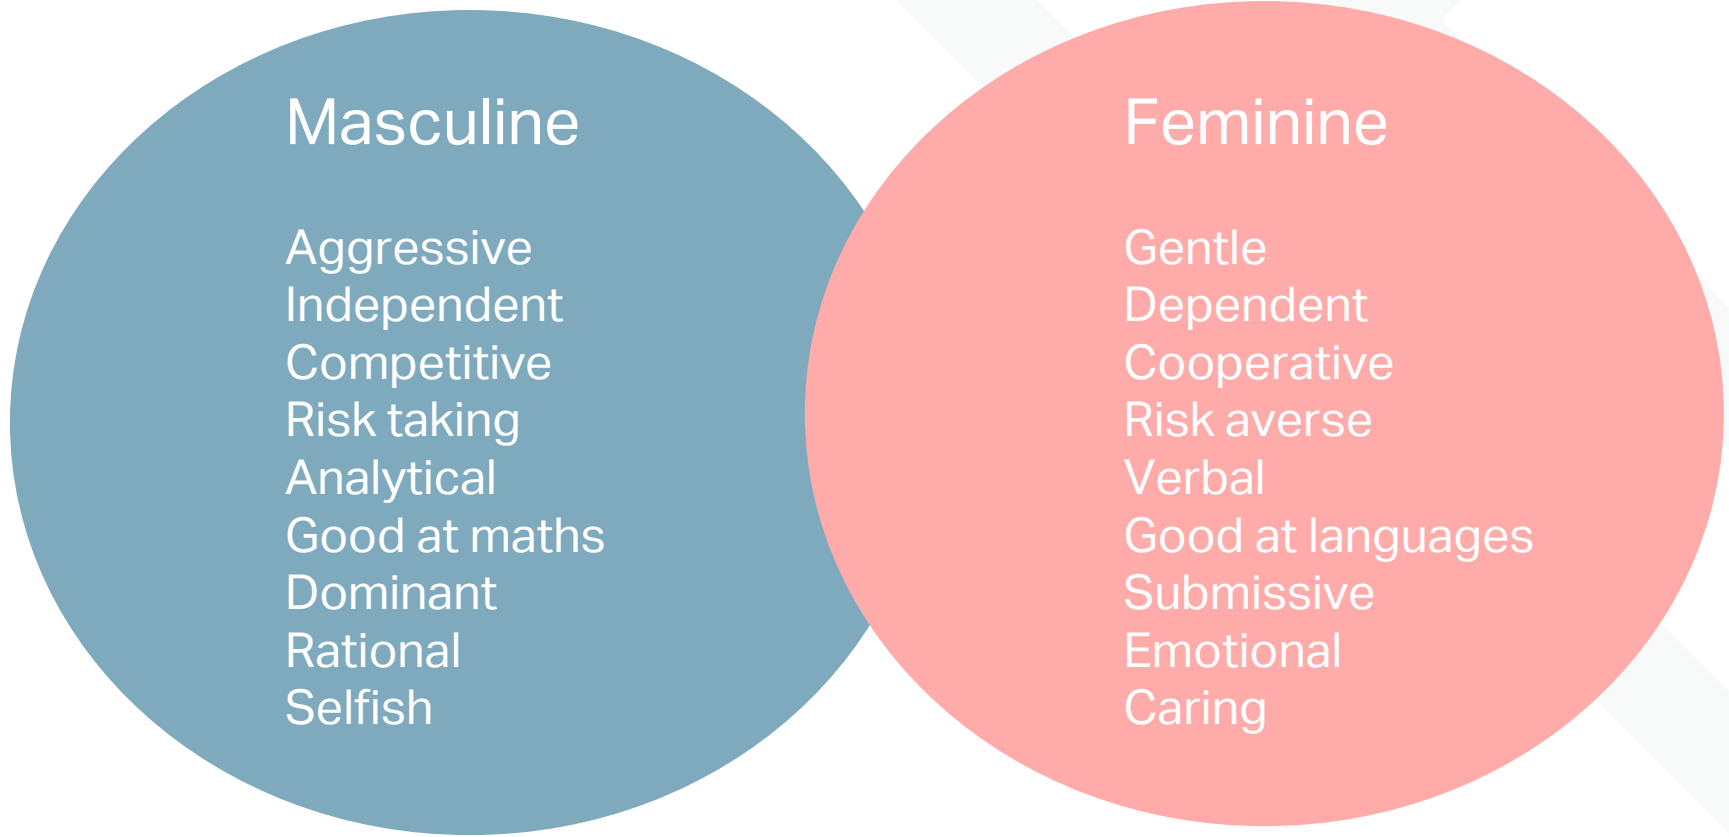 Masculine
Aggressive
Independent
Competitive
Risk taking
Analytical
Good at maths
Dominant
Rational
Selfish
Feminine
Gentle
Dependent
Cooperative
Risk averse
Verbal
Good at languages
Submissive
Emotional
Caring